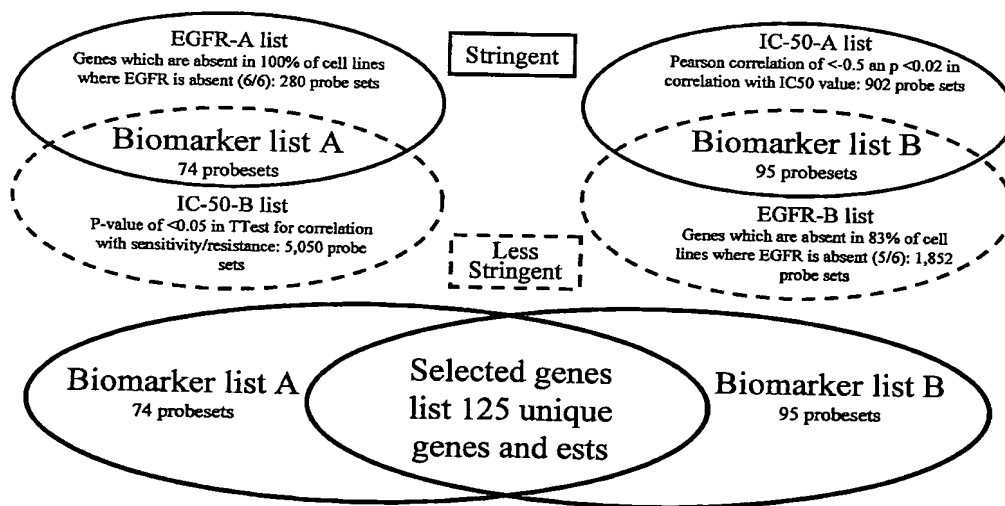 EGFR-A list
Genes which are absent in 100% of cell lines
where EGFR is absent (6/6): 280 probe sets
Biomarker list A
74 probesets
IC-50-B list
P-value of <0.05 in TTest for correlation
with sensitivity/resistance: 5,050 probe
sets
Stringent
Less
Stringent
IC-50-A list
Pearson correlation of <-0.5 an p <0.02 in
correlation with IC50 value: 902 probe sets
Biomarker list B
95 probesets
EGFR-B list
Genes which are absent in 83% of cell
lines where EGFR is absent (5/6): 1,852
probe sets
Biomarker list A
74 probesets
Selected genes
list 125 unique
genes and ests
Biomarker list B
95 probesets